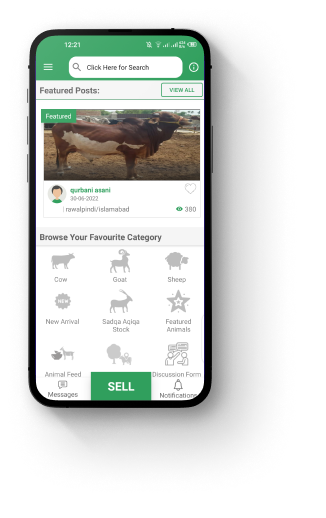 12:21
Click Here for Search
Featured Posts:
VIEW ALL
Featured
qurbani asani
30-06-2022
rawalpindi/islamabad
380
Browse Your Favourite Category
Cow
Goat
Sheep
NEW
New Arrival
Sadqa Aqiqa
Stock
Featured
Animals
Animal Feed
Discussion Form
Messages
SELL
Notifications